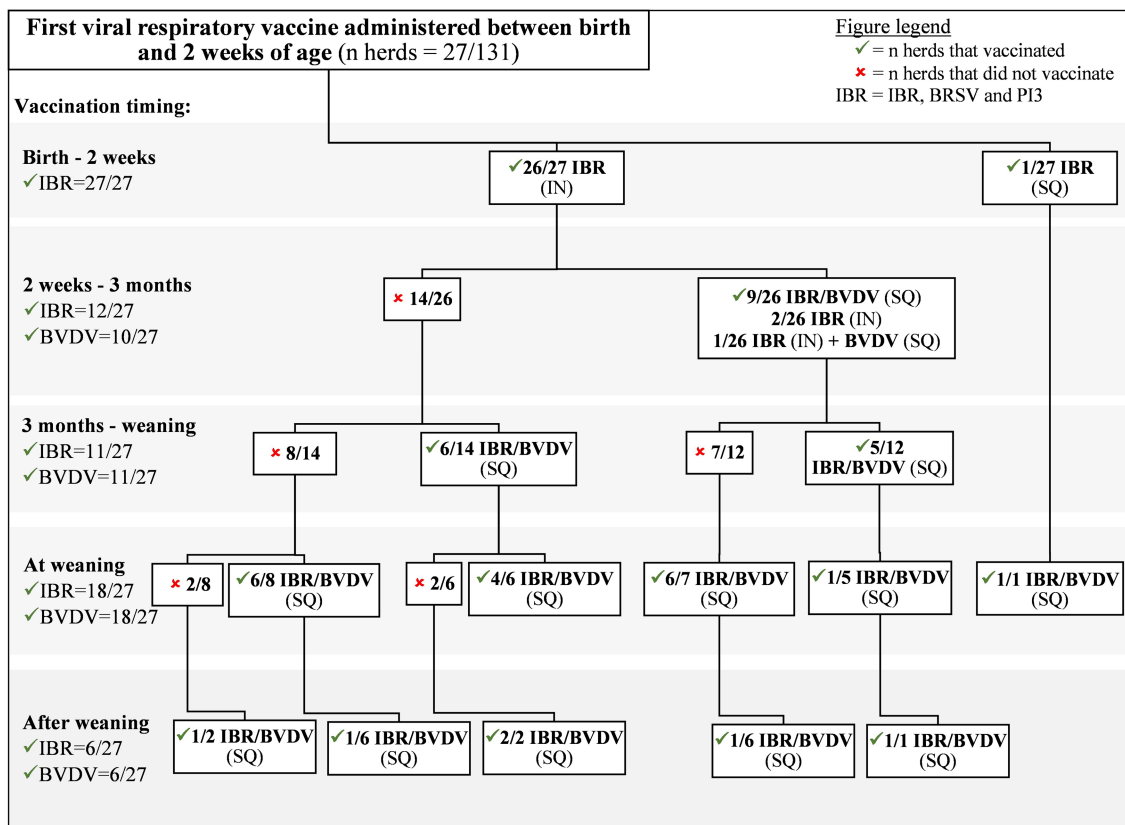 First viral respiratory vaccine administered between birth
and 2 weeks of age (n herds = 27/131)
Figure legend
✓= n herds that vaccinated
✘ = n herds that did not vaccinate
IBR = IBR, BRSV and PI3
Vaccination timing:
Birth - 2 weeks
✓IBR=27/27
✓26/27 IBR
(IN)
✓1/27 IBR
(SQ)
2 weeks - 3 months
✓IBR=12/27
✓BVDV=10/27
✘ 14/26
✓9/26 IBR/BVDV (SQ)
2/26 IBR (IN)
1/26 IBR (IN) + BVDV (SQ)
3 months - weaning
✓IBR=11/27
✓BVDV=11/27
✘ 8/14
✓6/14 IBR/BVDV
(SQ)
✘ 7/12
✓5/12
IBR/BVDV (SQ)
At weaning
✓IBR=18/27
✓BVDV=18/27
✘ 2/8
✓6/8 IBR/BVDV
(SQ)
✘ 2/6
✓4/6 IBR/BVDV
(SQ)
✓6/7 IBR/BVDV
(SQ)
✓1/5 IBR/BVDV
(SQ)
✓1/1 IBR/BVDV
(SQ)
After weaning
✓IBR=6/27
✓BVDV=6/27
✓1/2 IBR/BVDV
(SQ)
✓1/6 IBR/BVDV
(SQ)
✓2/2 IBR/BVDV
(SQ)
✓1/6 IBR/BVDV
(SQ)
✓1/1 IBR/BVDV
(SQ)